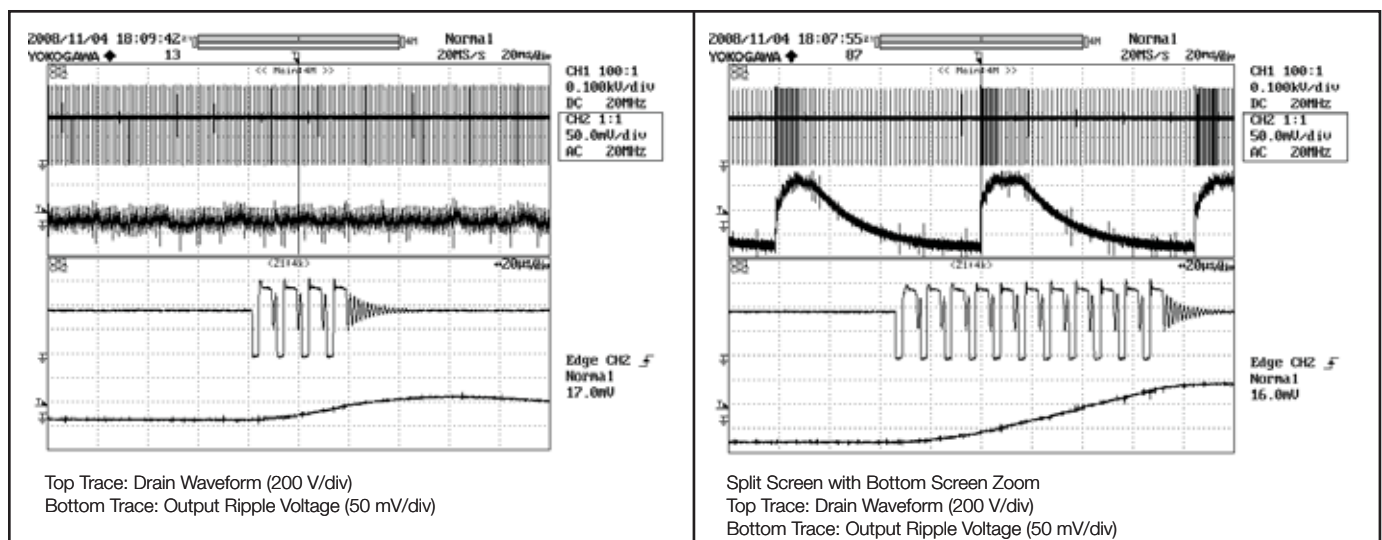 2008/11/04 18:09:42
Normal
YOKOGAWA ◆ 13
20MS/s 20ms/div
<< Main:4M >>
CH1 100:1
0.100kV/div
DC 20MHz
CH2 1:1
50.0mV/div
AC 20MHz
Edge CH2
Normal
17.0mV
Top Trace: Drain Waveform (200 V/div)
Bottom Trace: Output Ripple Voltage (50 mV/div)
2008/11/04 18:07:55
Normal
YOKOGAWA ◆ 87
20MS/s 20ms/div
<< Main:4M >>
CH1 100:1
0.100kV/div
DC 20MHz
CH2 1:1
50.0mV/div
AC 20MHz
Edge CH2
Normal
16.0mV
Split Screen with Bottom Screen Zoom
Top Trace: Drain Waveform (200 V/div)
Bottom Trace: Output Ripple Voltage (50 mV/div)